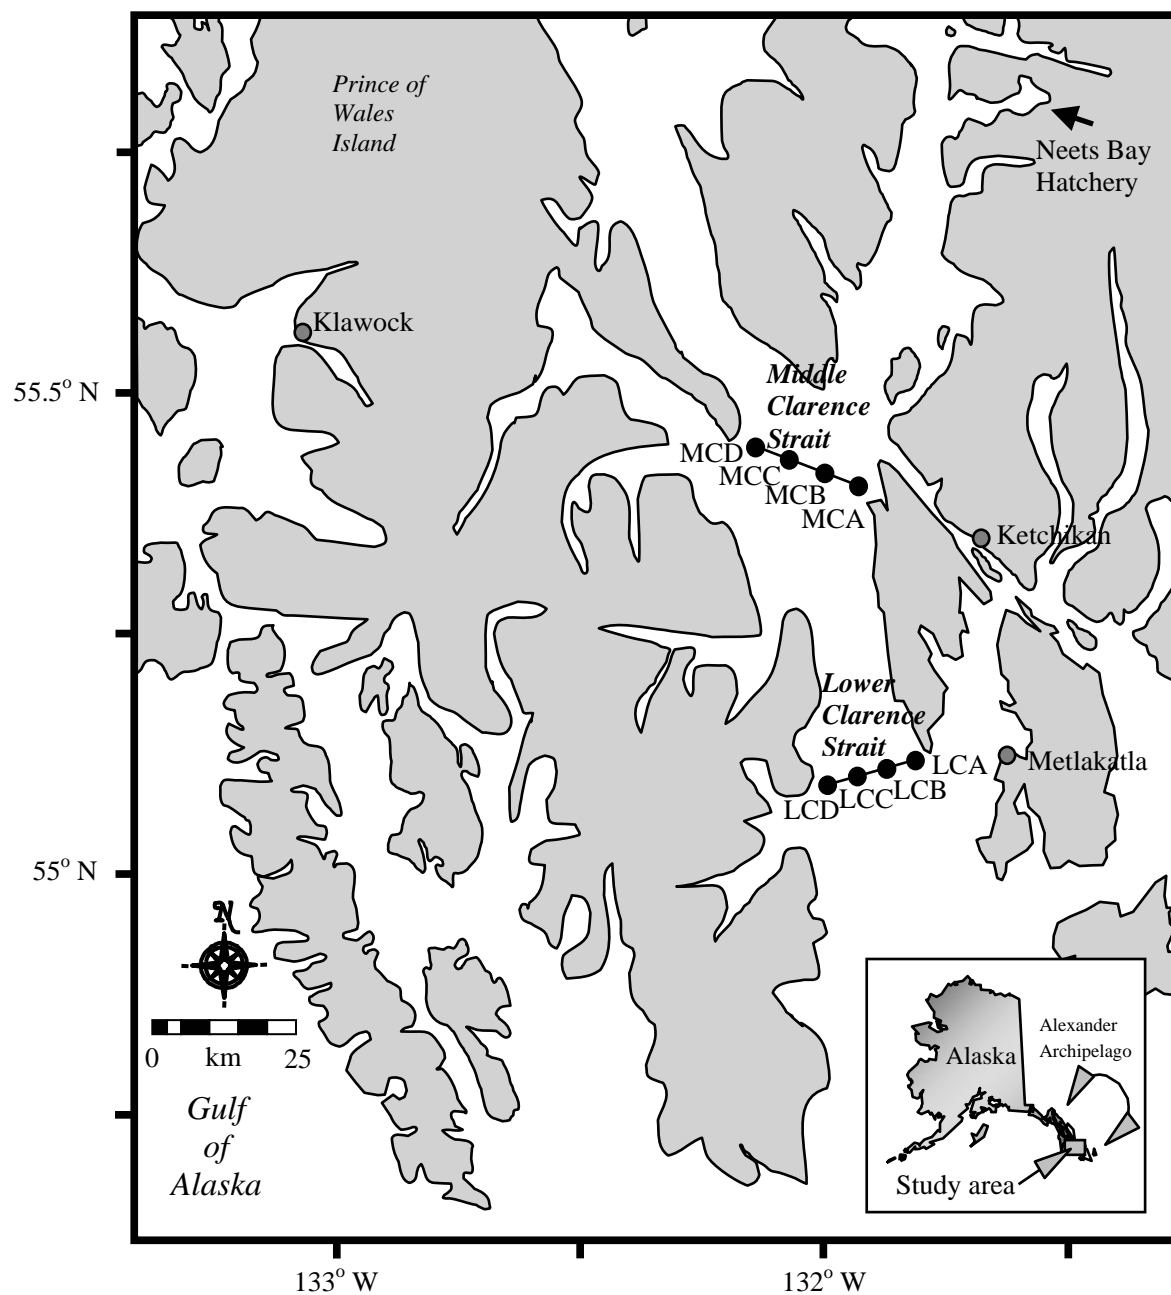 Prince of
Wales
Island
Neets Bay
Hatchery
Klawock
55.5° N
Middle
Clarence
Strait
MCD
MCC
MCB
MCA
Ketchikan
Lower
Clarence
Strait
LCA
LCB
LCC
LCD
Metlakatla
55° N
N
0 km 25
Gulf
of
Alaska
Alexander
Archipelago
Alaska
Study area
133° W
132° W